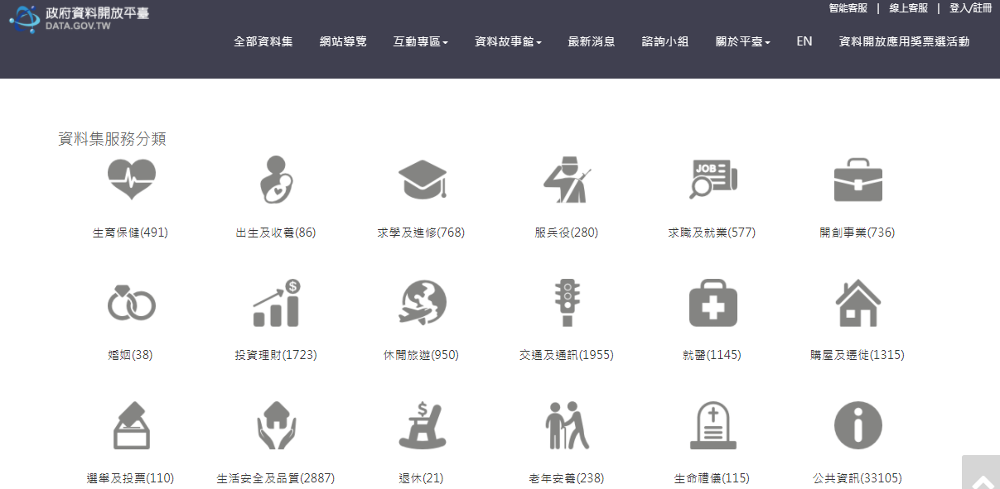 政府資料開放平臺
DATA.GOV.TW
智能客服 | 線上客服 | 登入/註冊
全部資料集 網站導覽 互動專區 資料故事館 最新消息 諮詢小組 關於平臺 EN 資料開放應用獎票選活動
資料集服務分類
JOB
生育保健(491) 出生及收養(86) 求學及進修(768) 服兵役(280) 求職及就業(577) 開創事業(736)
$
婚姻(38) 投資理財(1723) 休閒旅遊(950) 交通及通訊(1955) 就醫(1145) 購屋及遷徙(1315)
$
選舉及投票(110) 生活安全及品質(2887) 退休(21) 老年安養(238) 生命禮儀(115) 公共資訊(33105)